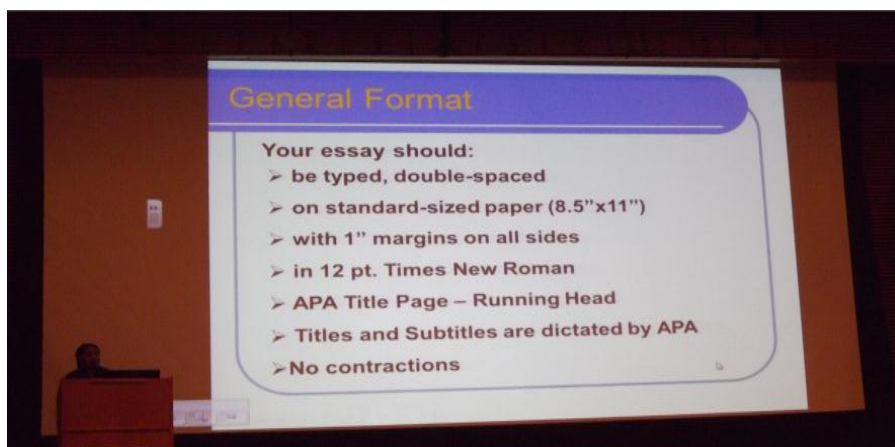 General Format
Your essay should:
➢ be typed, double-spaced
➢ on standard-sized paper (8.5”x11”)
➢ with 1” margins on all sides
➢ in 12 pt. Times New Roman
➢ APA Title Page – Running Head
➢ Titles and Subtitles are dictated by APA
➢No contractions